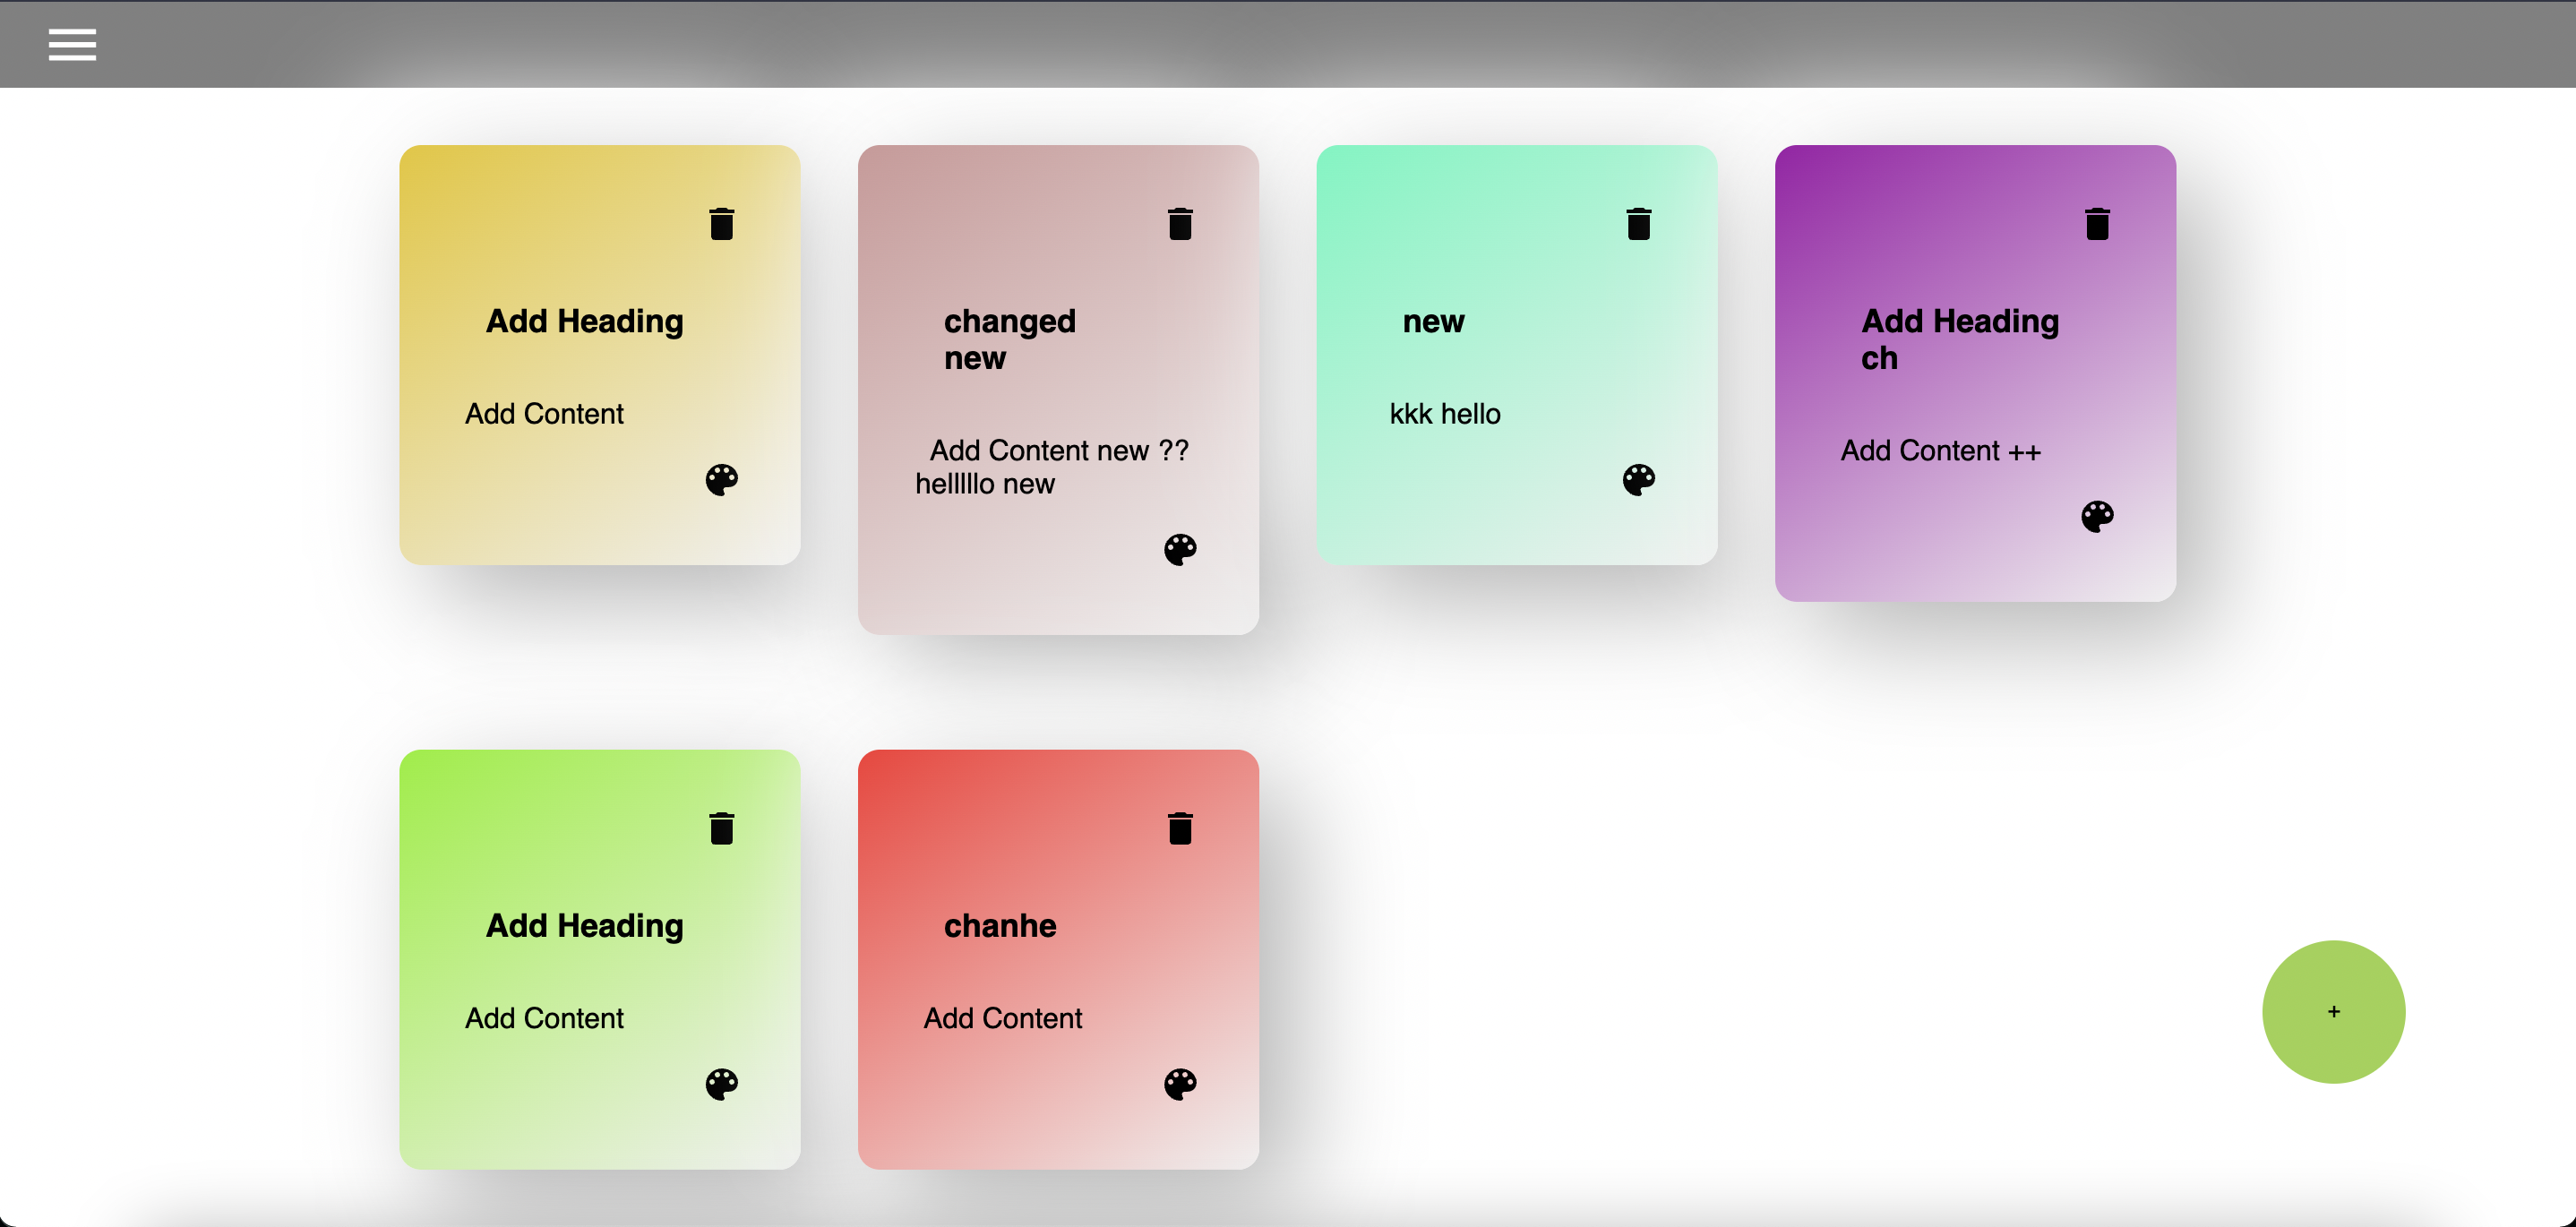 Add Heading
Add Content
changed
new
Add Content new ??
helllllo new
new
kkk hello
Add Heading
ch
Add Content ++
Add Heading
Add Content
chanhe
Add Content
+